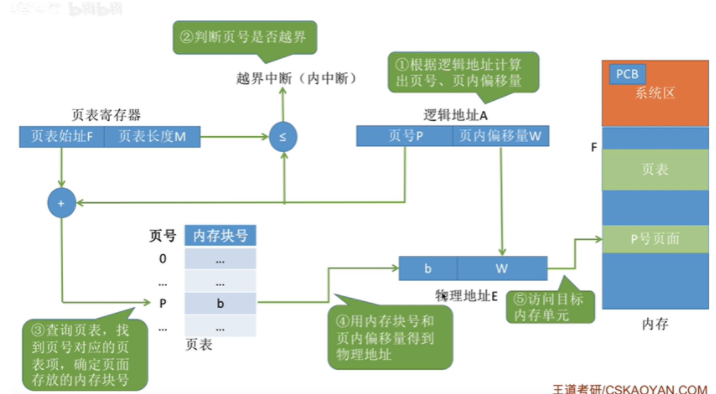 ②判断页号是否越界
越界中断（内中断）
①根据逻辑地址计算
出页号、页内偏移量
PCB
系统区
页表寄存器
页表始址F
页表长度M
≤
逻辑地址A
页号P
页内偏移量W
F
页表
+
页号
内存块号
0
...
...
...
P
b
...
...
页表
b
W
物理地址E
P号页面
内存
③查询页表，找
到页号对应的页
表项，确定页面
存放的内存块号
④用内存块号和
页内偏移量得到
物理地址
⑤访问目标
内存单元
王道考研/CSKAOYAN.COM